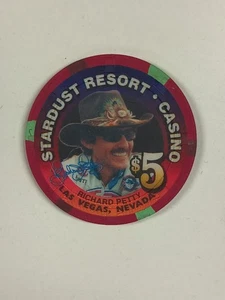 STARDUST RESORT • CASINO
$5
RICHARD PETTY
LAS VEGAS, NEVADA